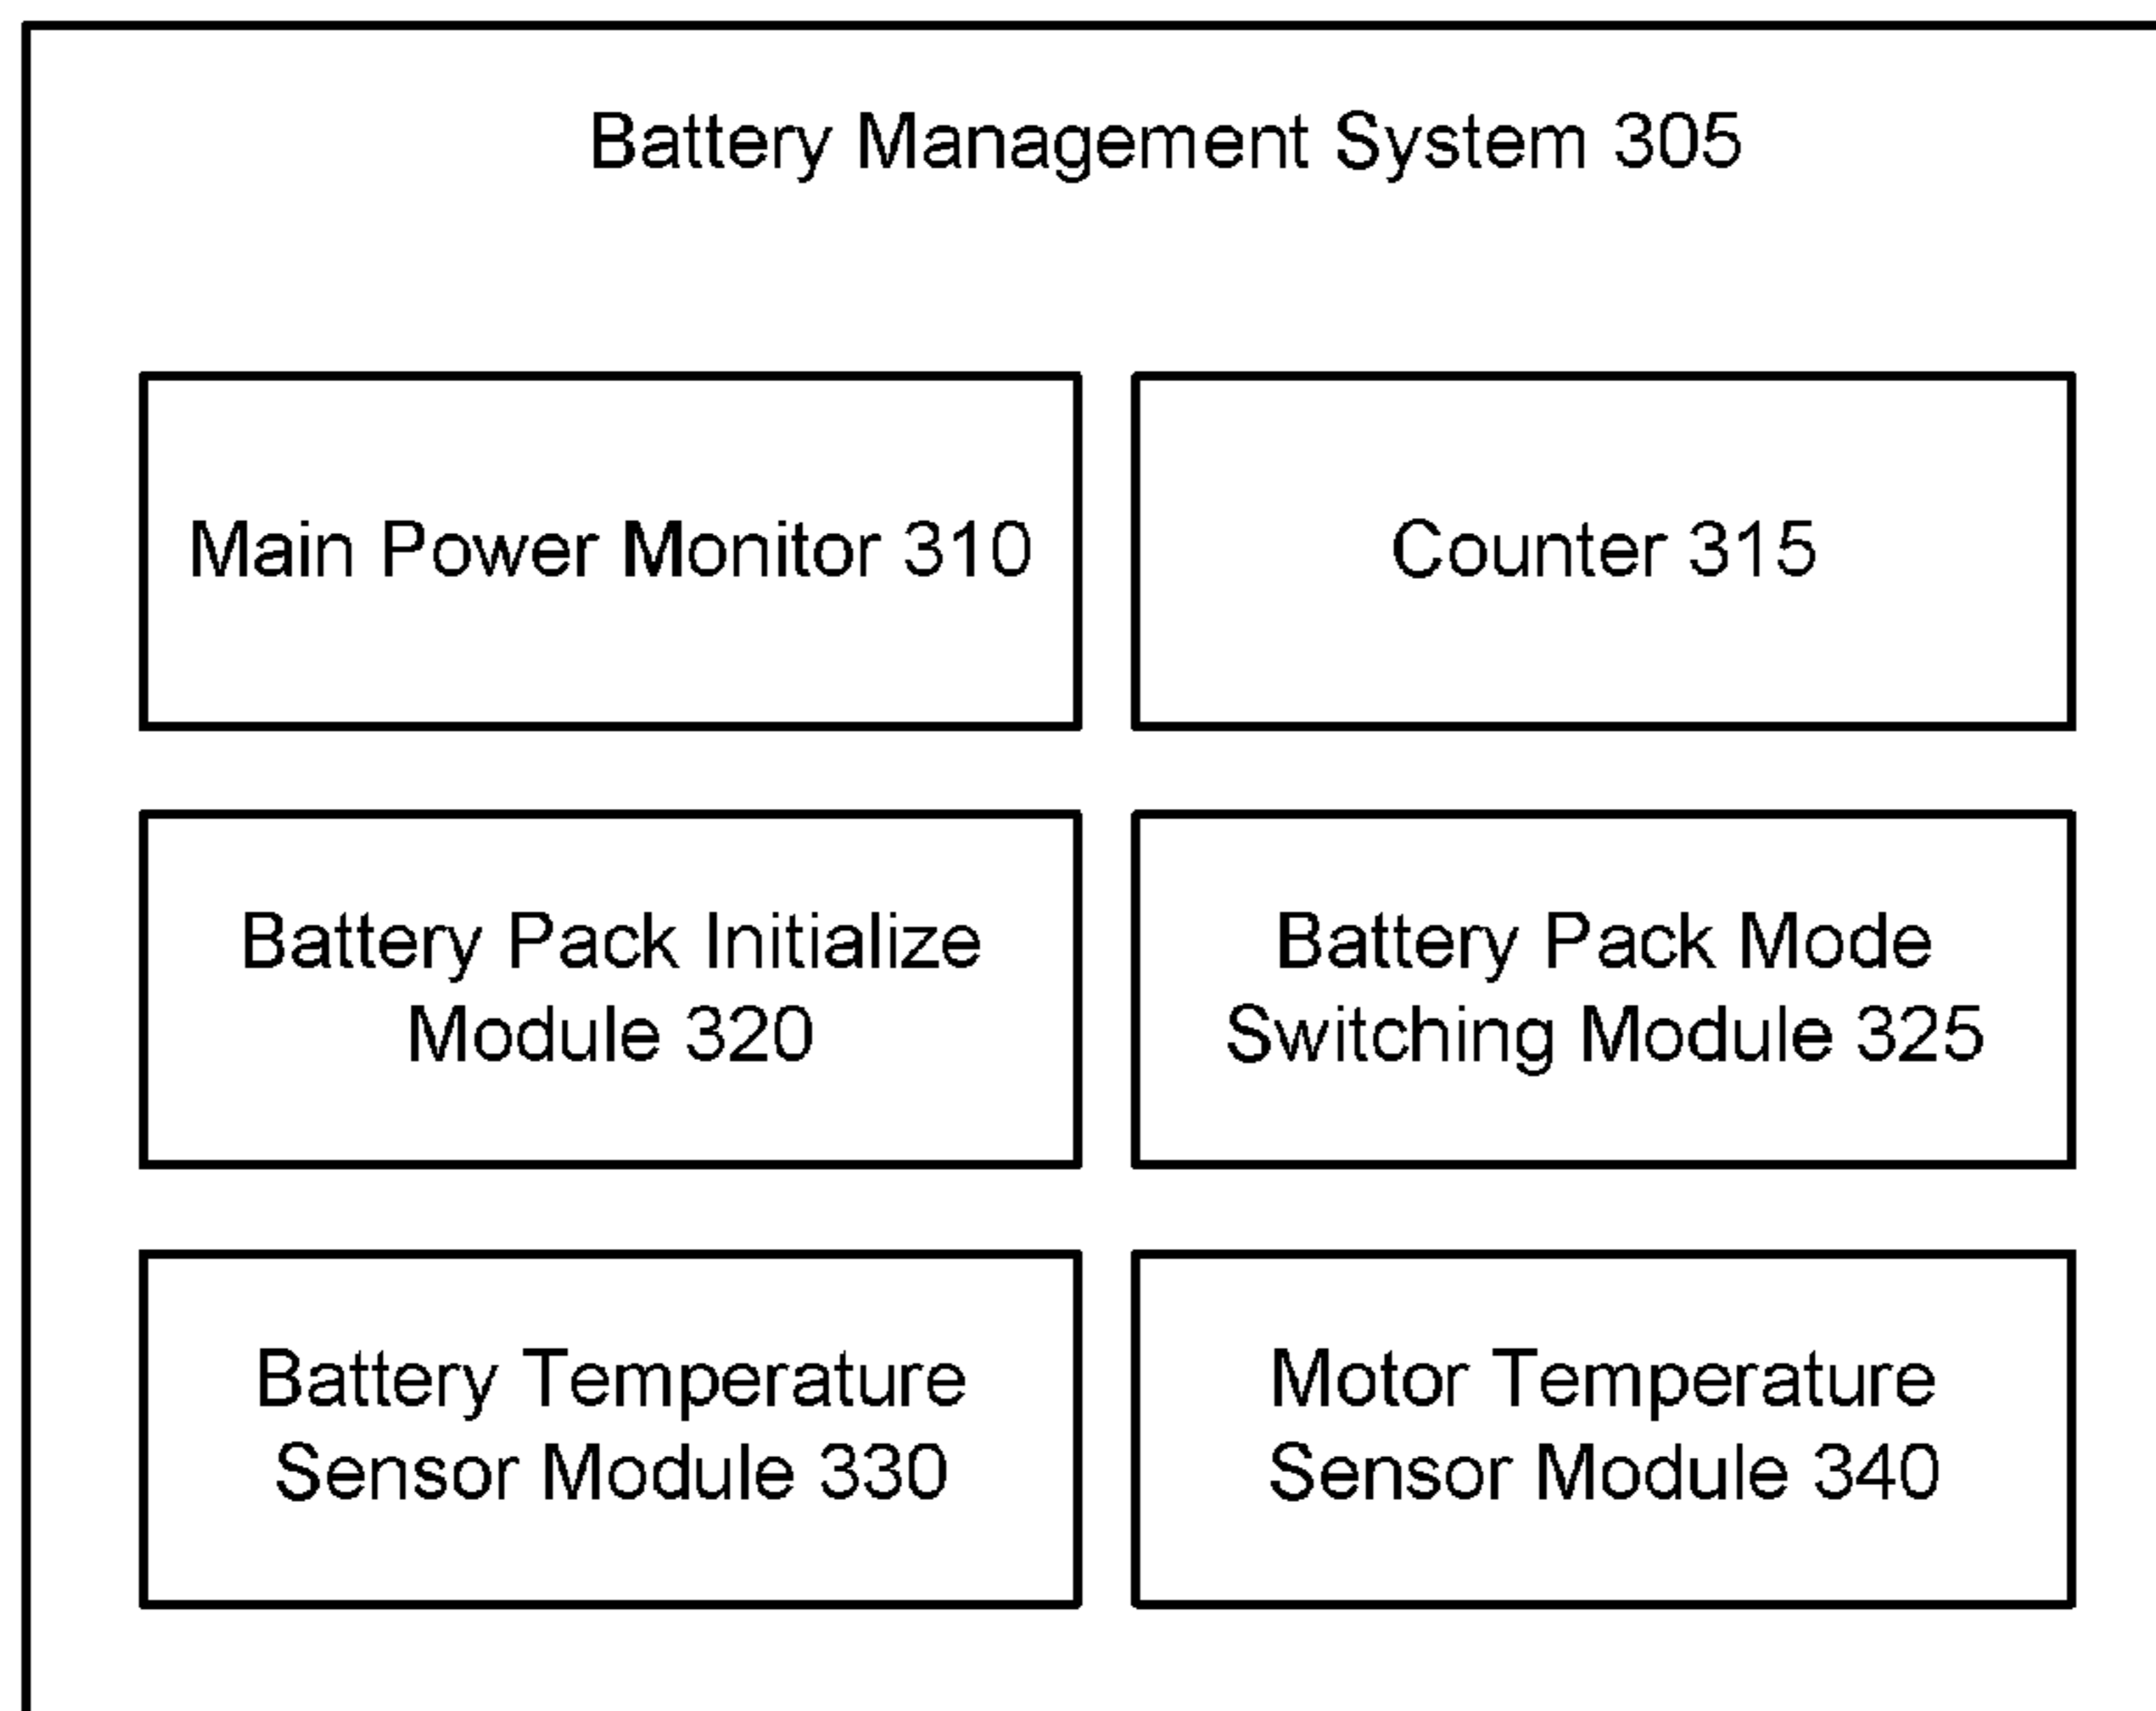 Battery Management System 305
Main Power Monitor 310
Counter 315
Battery Pack Initialize
Module 320
Battery Pack Mode
Switching Module 325
Battery Temperature
Sensor Module 330
Motor Temperature
Sensor Module 340